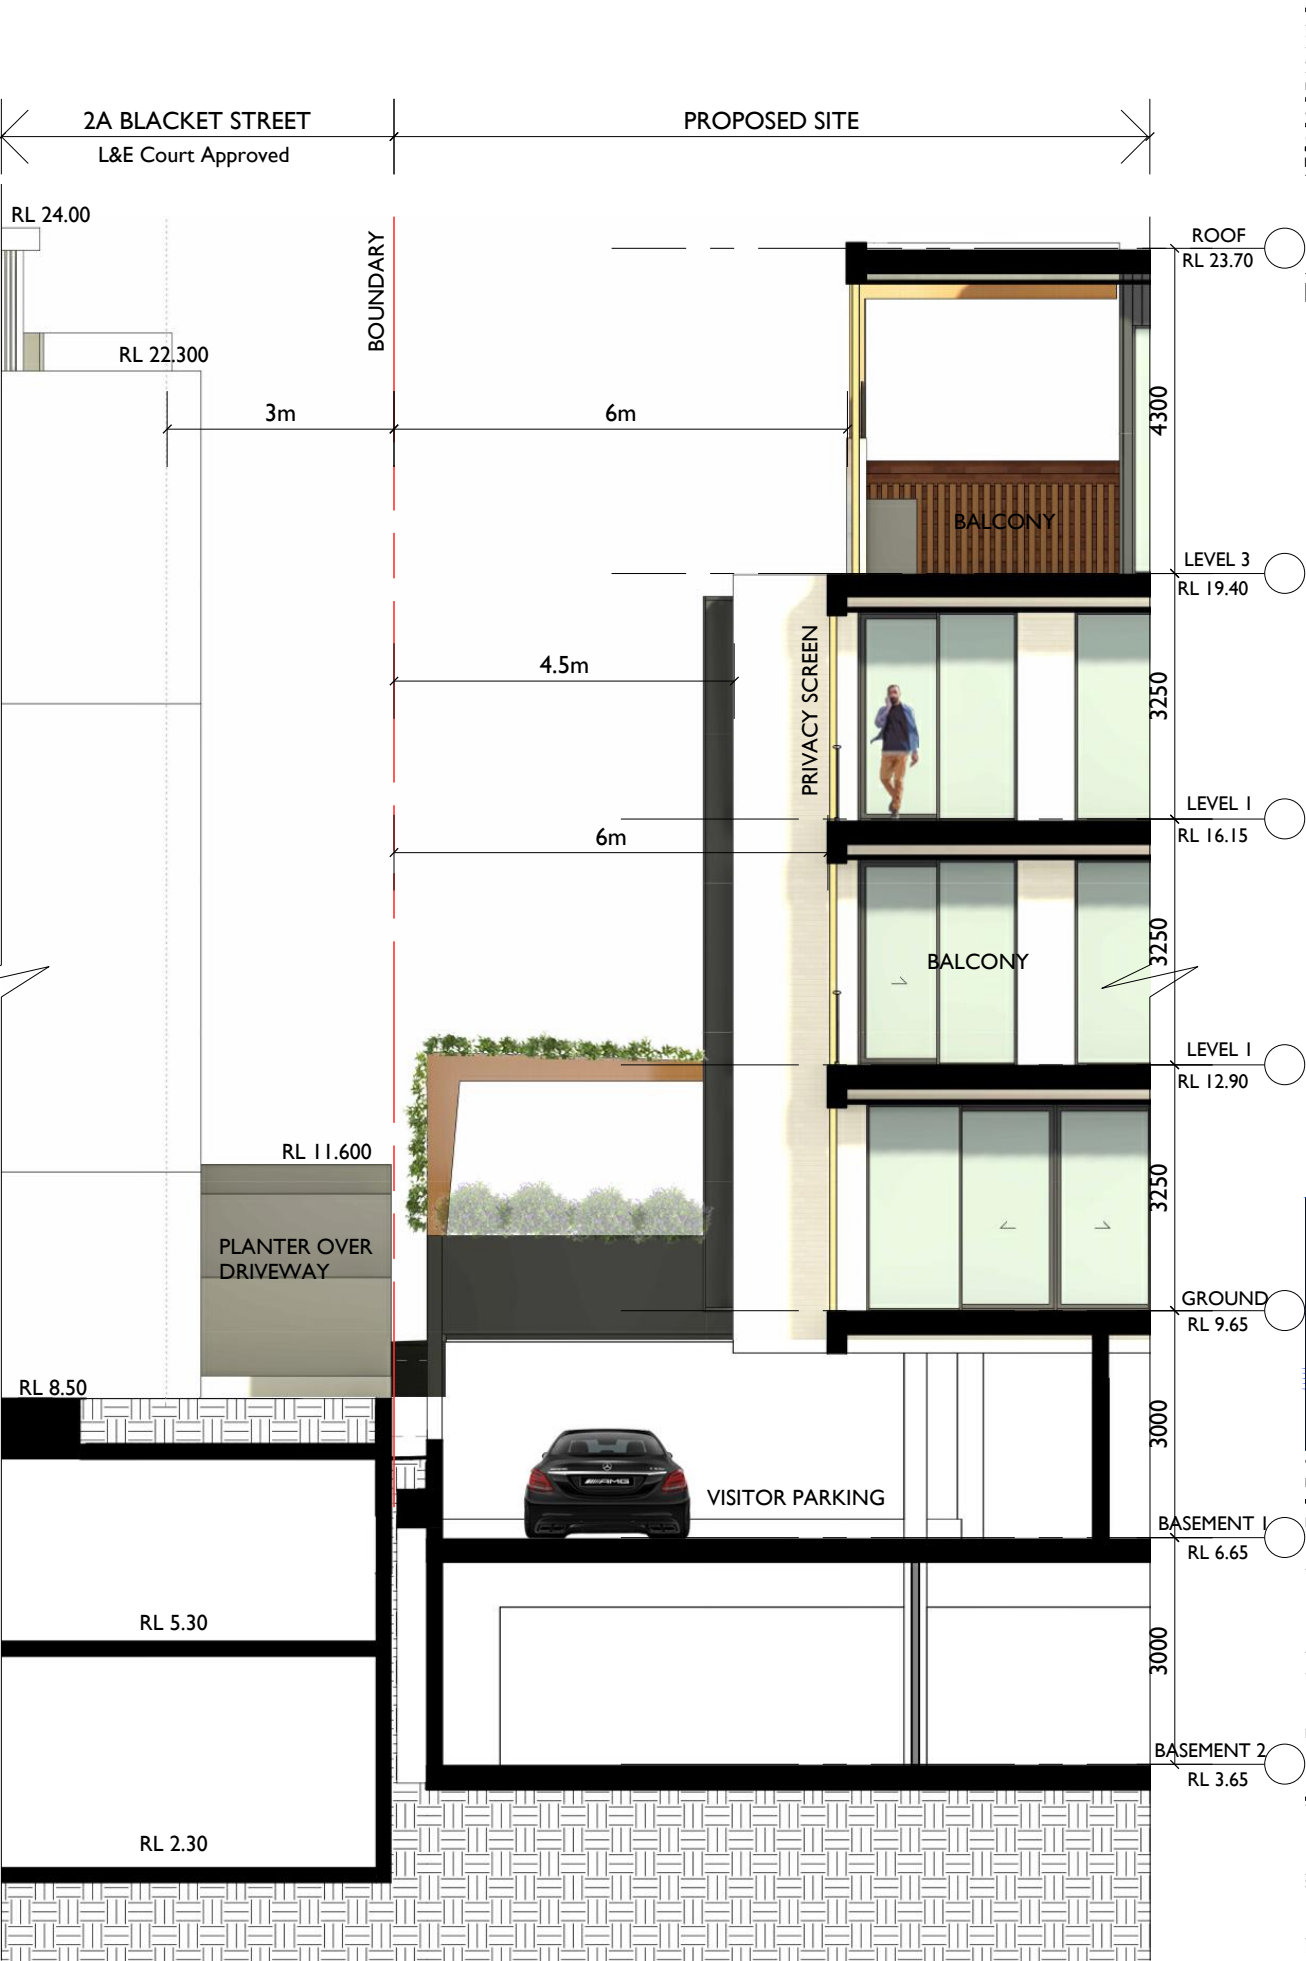 2A BLACKET STREET
L&E Court Approved
PROPOSED SITE
RL 24.00
BOUNDARY
ROOF
RL 23.70
RL 22.300
3m
6m
4300
BALCONY
LEVEL 3
RL 19.40
4.5m
PRIVACY SCREEN
3250
LEVEL 1
RL 16.15
6m
3250
BALCONY
LEVEL 1
RL 12.90
RL 11.600
3250
PLANTER OVER
DRIVEWAY
GROUND
RL 9.65
RL 8.50
3000
AMG
VISITOR PARKING
BASEMENT 1
RL 6.65
RL 5.30
3000
BASEMENT 2
RL 3.65
RL 2.30